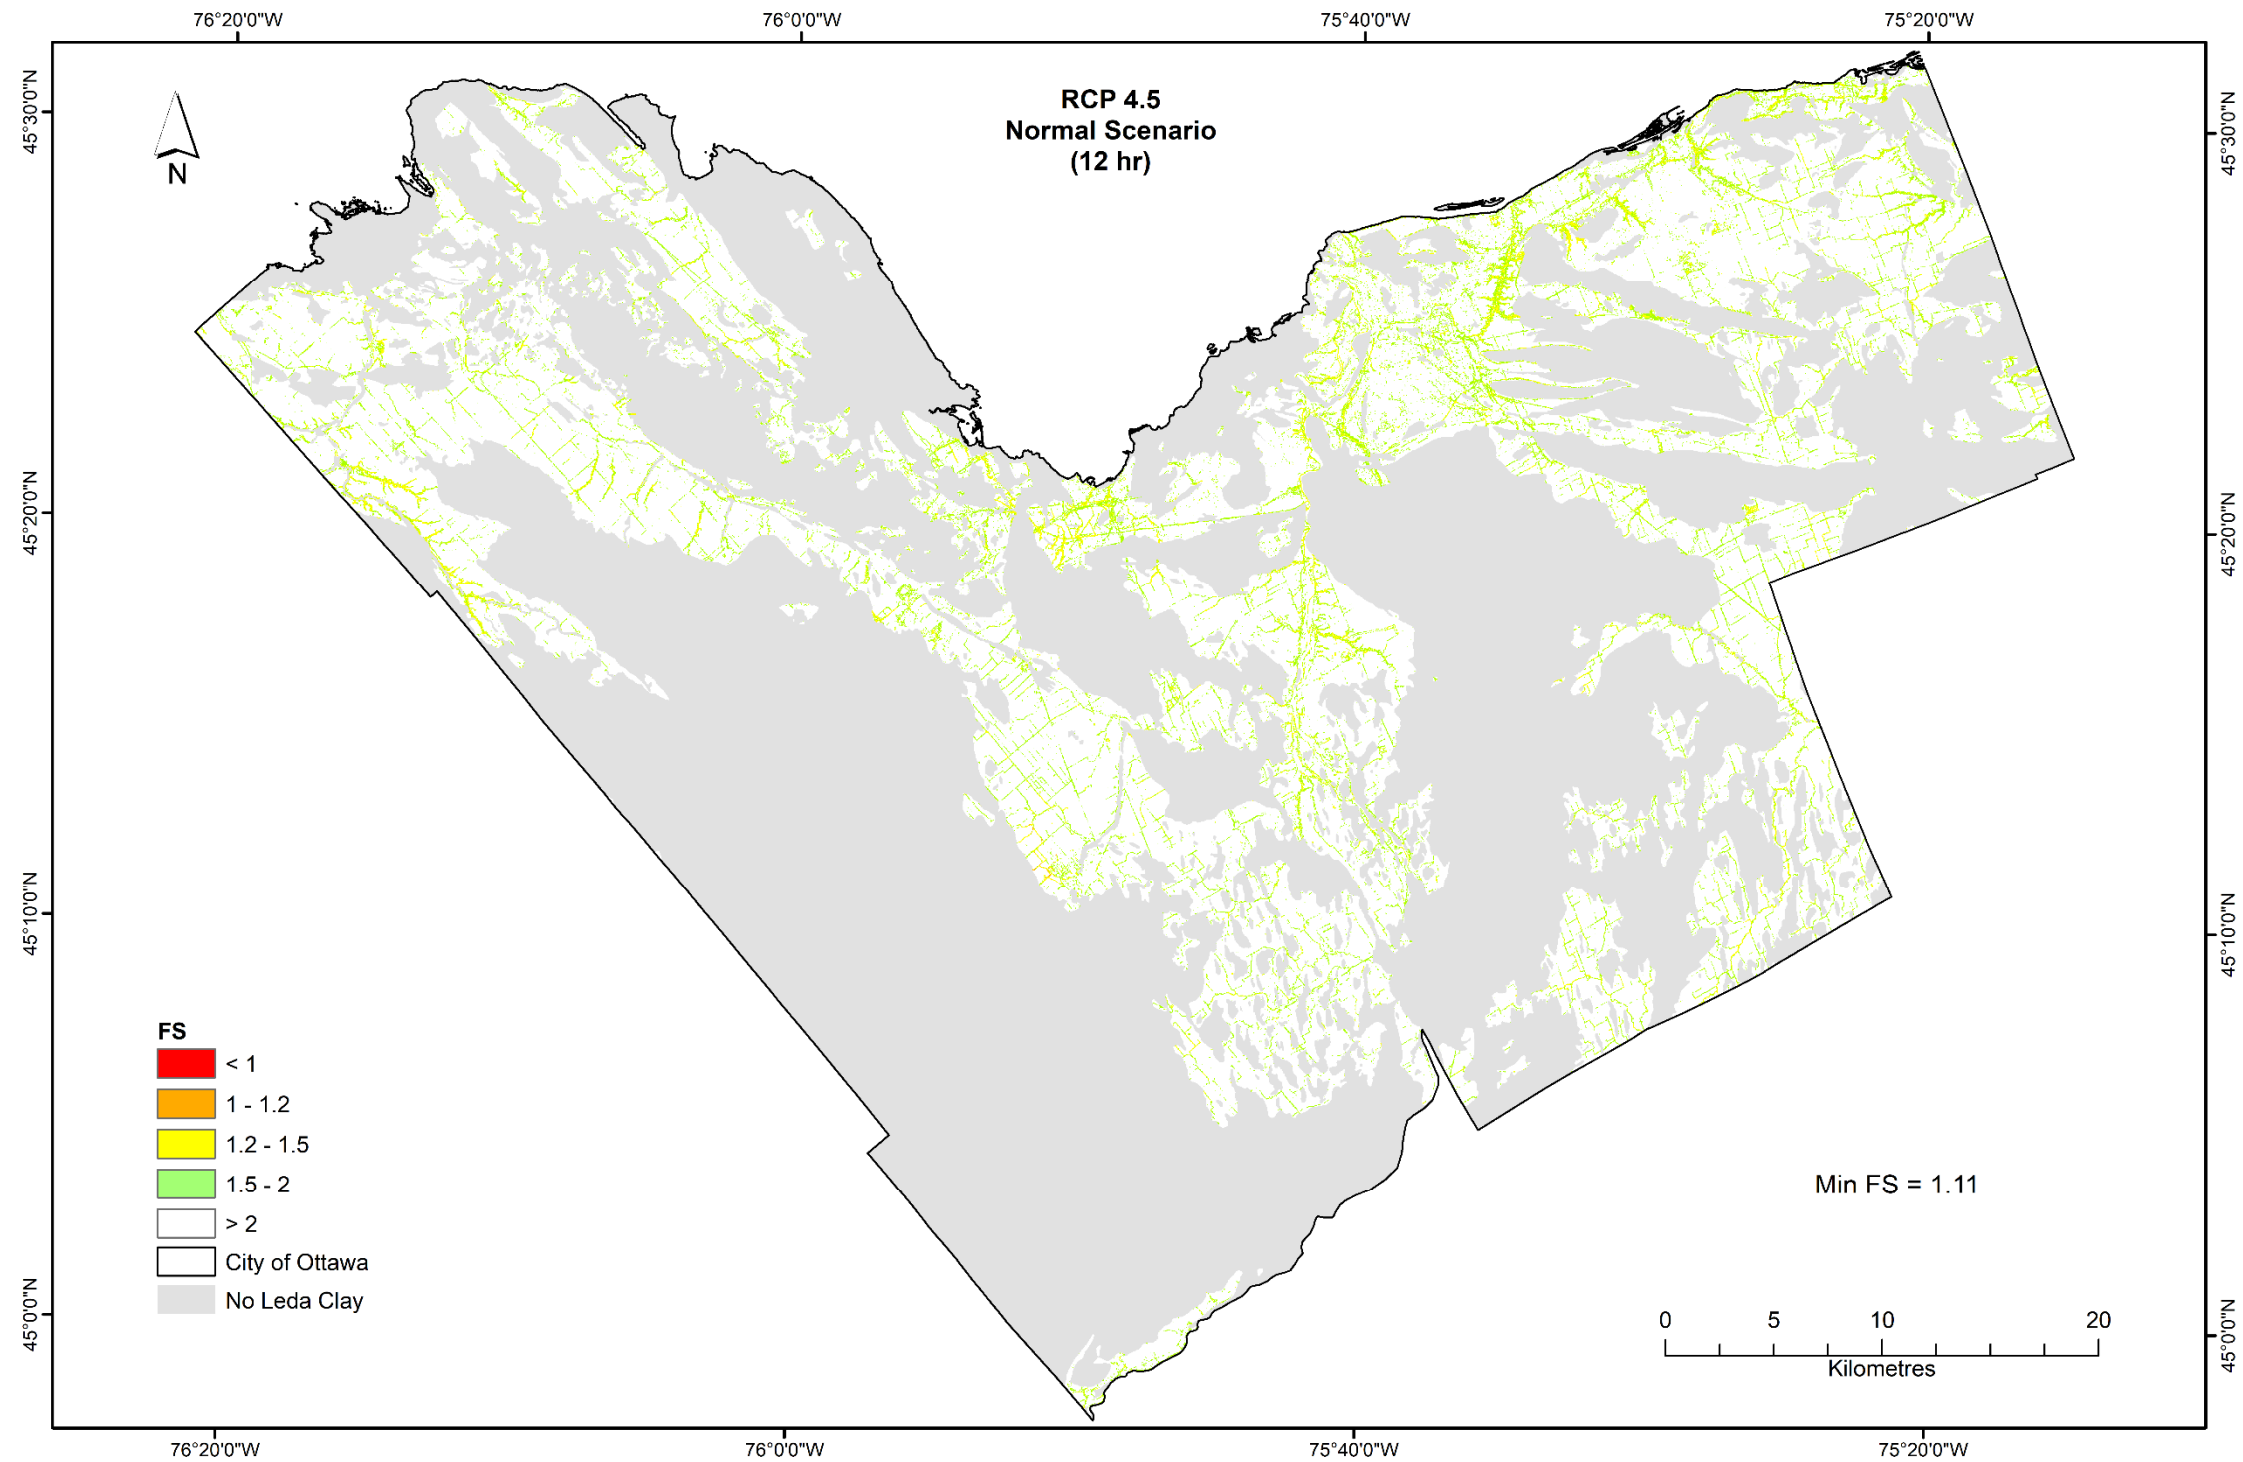 76°20'0"W 76°0'0"W 75°40'0"W 75°20'0"W
RCP 4.5
Normal Scenario
(12 hr)
N
45°30'0"N
45°20'0"N
45°10'0"N
45°0'0"N
45°30'0"N
45°20'0"N
45°10'0"N
45°0'0"N
FS
< 1
1 - 1.2
1.2 - 1.5
1.5 - 2
> 2
City of Ottawa
No Leda Clay
Min FS = 1.11
0 5 10 20
Kilometres
76°20'0"W 76°0'0"W 75°40'0"W 75°20'0"W